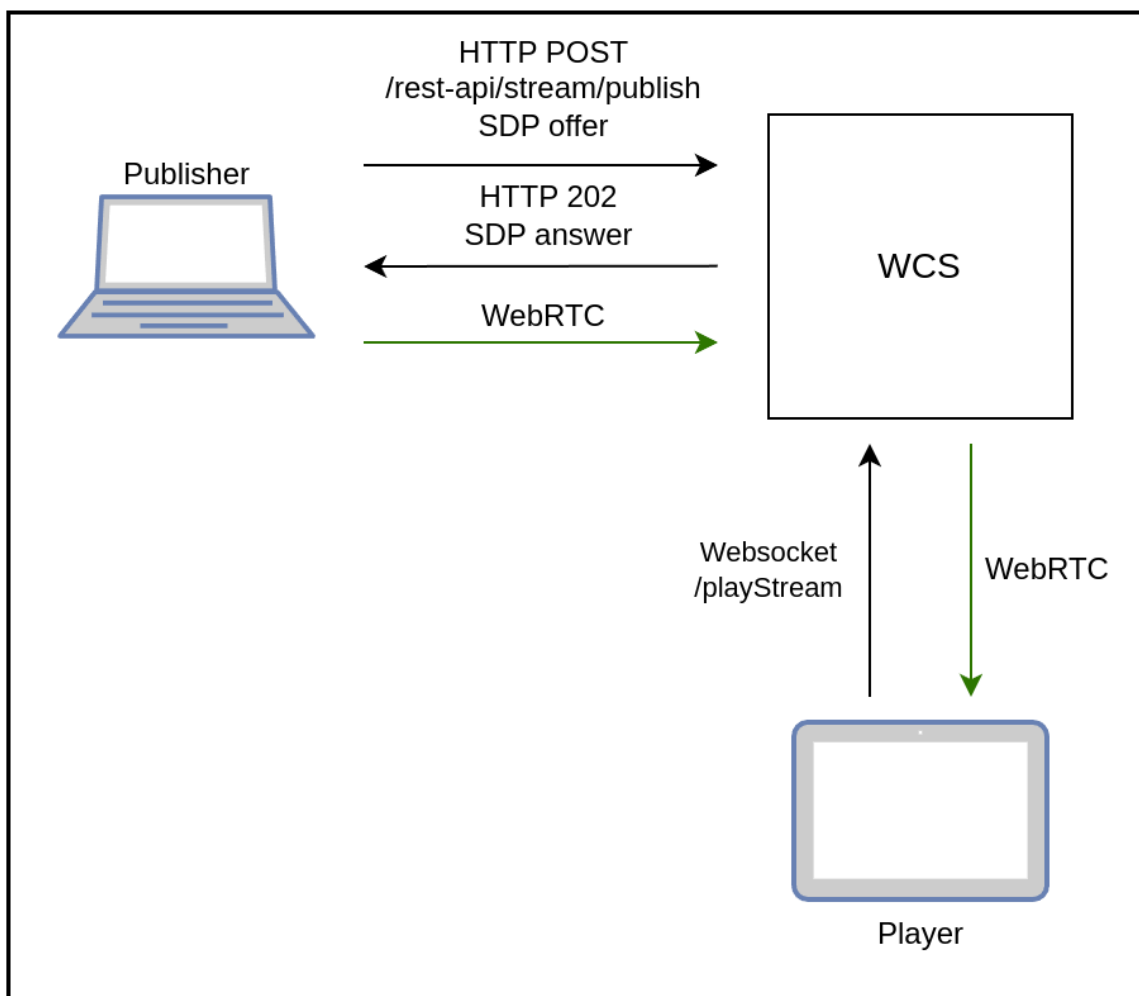 HTTP POST
/rest-api/stream/publish
SDP offer
Publisher
HTTP 202
SDP answer
WebRTC
WCS
Websocket
/playStream
WebRTC
Player